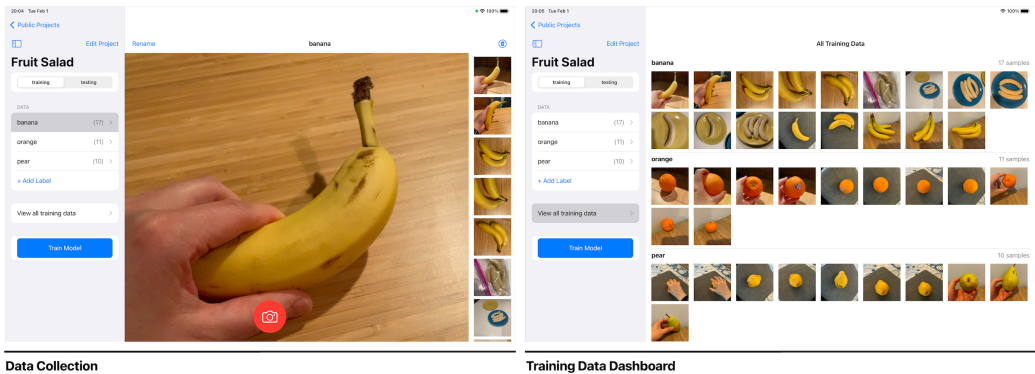 20:04 Tue Feb 1
100%
Public Projects
Edit Project
Rename
banana
Fruit Salad
training
testing
DATA
banana (17)
orange (11)
pear (10)
+ Add Label
View all training data
Train Model
Data Collection
20:05 Tue Feb 1
100%
Public Projects
Edit Project
All Training Data
Fruit Salad
training
testing
DATA
banana (17)
orange (11)
pear (10)
+ Add Label
View all training data
Train Model
banana
17 samples
orange
11 samples
pear
10 samples
Training Data Dashboard